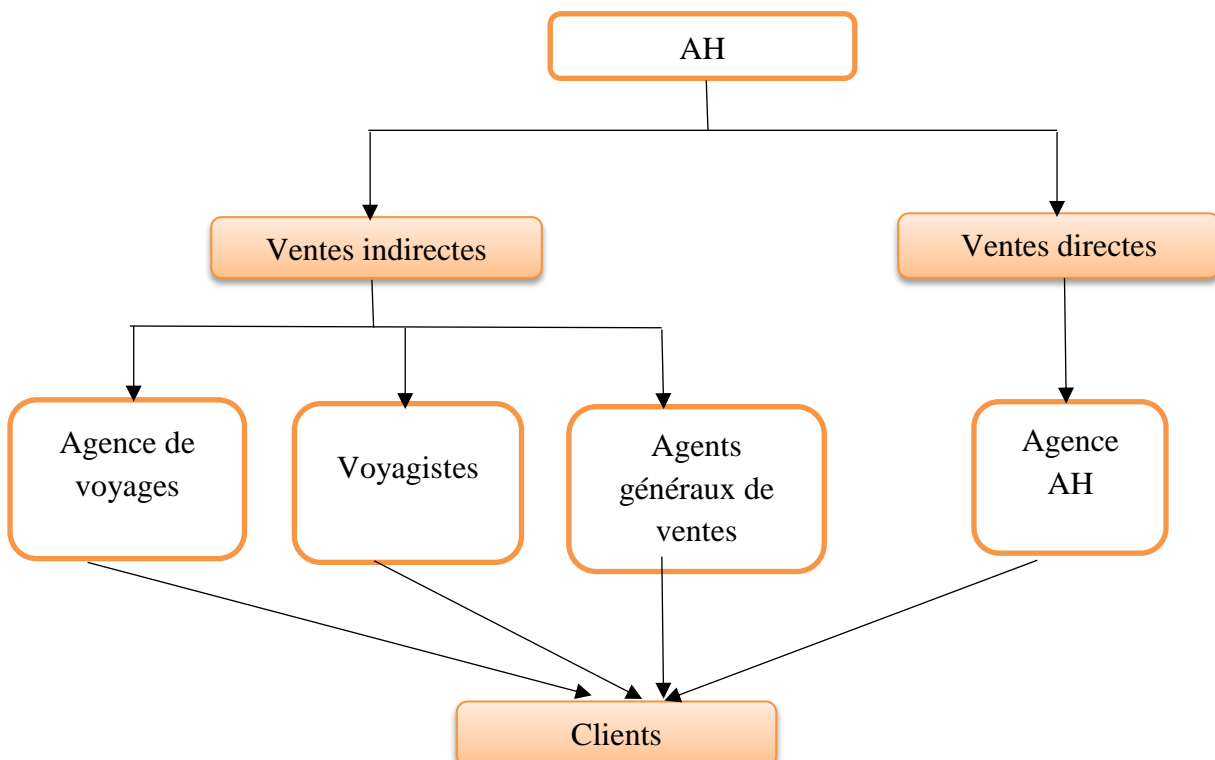 AH
Ventes indirectes
Ventes directes
Agence de
voyages
Voyagistes
Agents
généraux de
ventes
Agence
AH
Clients